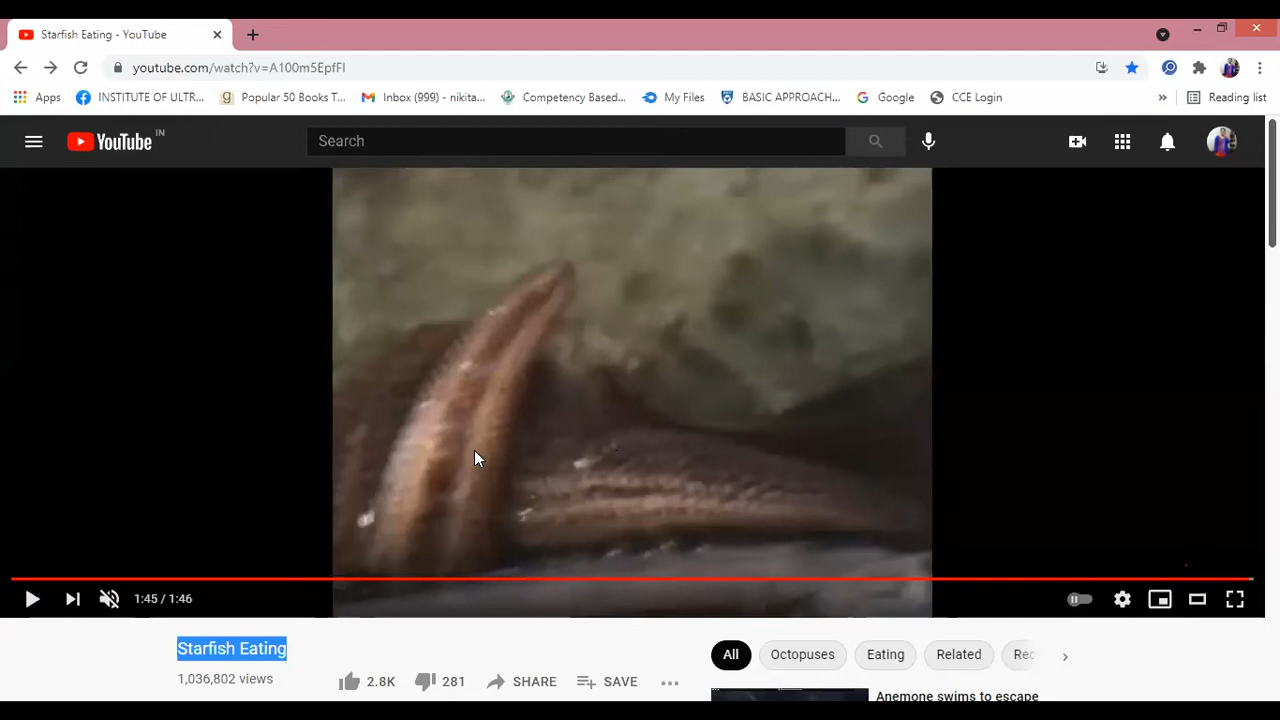 Starfish Eating - YouTube
youtube.com/watch?v=A100m5EpfFI
Apps INSTITUTE OF ULTR... Popular 50 Books T... Inbox (999) - nikita... Competency Based... My Files BASIC APPROACH... Google CCE Login » Reading list
YouTube IN Search
1:45 / 1:46
Starfish Eating
1,036,802 views 2.8K 281 SHARE SAVE ...
All Octopuses Eating Related Rec
Anemone swims to escape